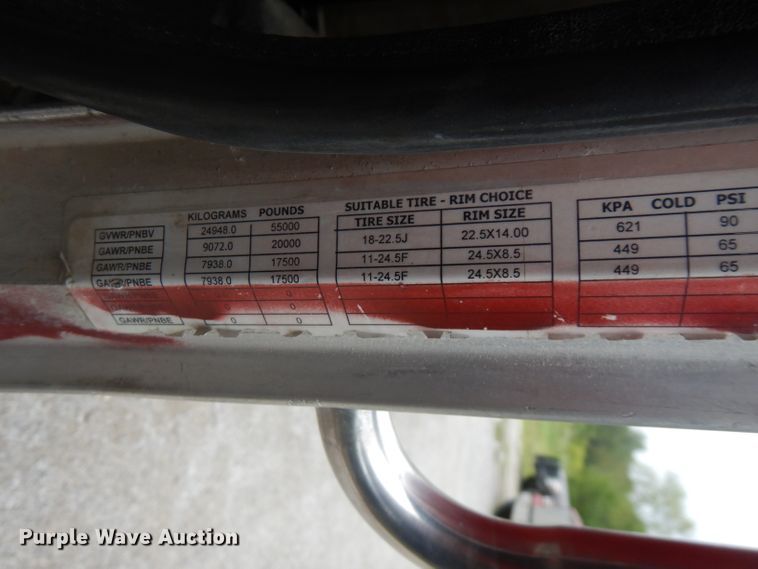 KILOGRAMS POUNDS SUITABLE TIRE - RIM CHOICE KPA COLD PSI
TIRE SIZE RIM SIZE
GVWR/PNBV 24948.0 55000 18-22.5J 22.5X14.00 621 90
GAWR/PNBE 9072.0 20000 11-24.5F 24.5X8.5 449 65
GAWR/PNBE 7938.0 17500 11-24.5F 24.5X8.5 449 65
GAWR/PNBE 7938.0 17500
0 0
GAWR/PNBE 0 0
Purple Wave Auction